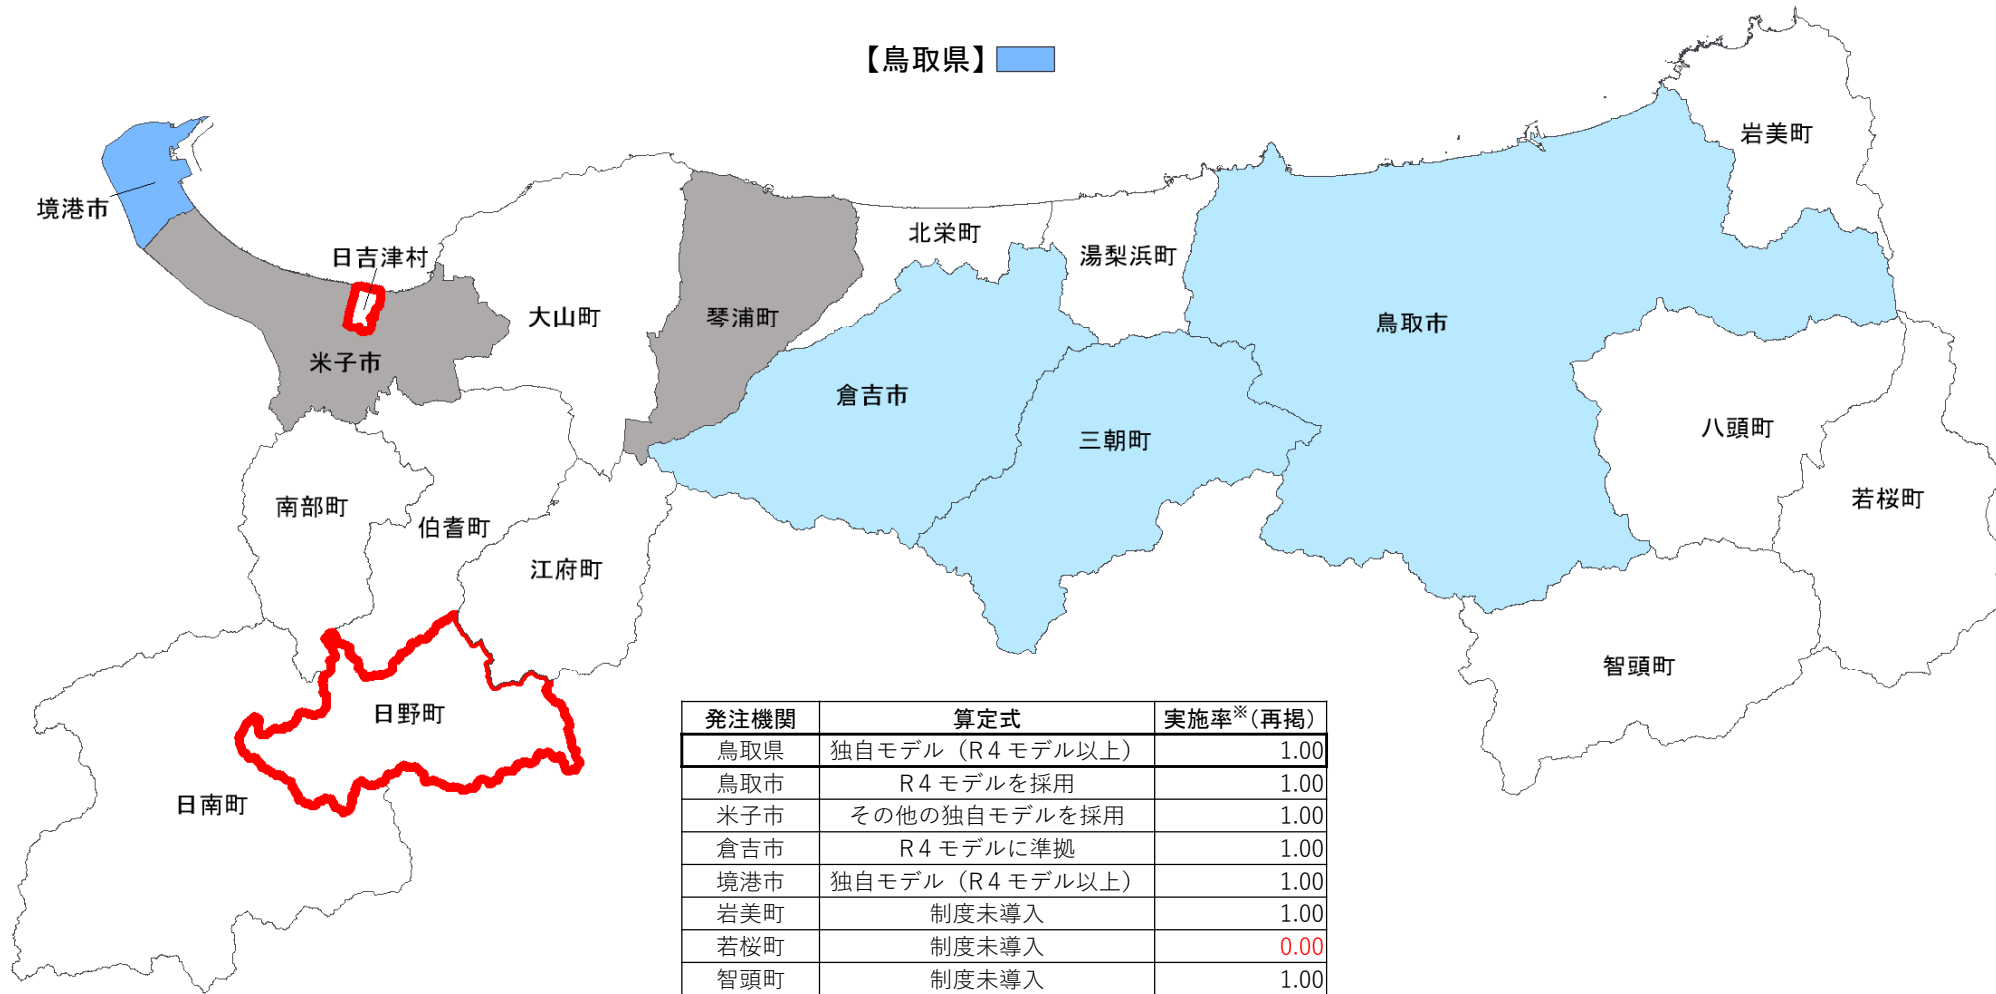 【鳥取県】
岩美町
境港市
北栄町
日吉津村
湯梨浜町
大山町
琴浦町
鳥取市
米子市
倉吉市
八頭町
三朝町
若桜町
南部町
伯耆町
江府町
智頭町
日野町
日南町
発注機関 算定式 実施率※(再掲)
鳥取県 独自モデル（R4モデル以上） 1.00
鳥取市 R4モデルを採用 1.00
米子市 その他の独自モデルを採用 1.00
倉吉市 R4モデルに準拠 1.00
境港市 独自モデル（R4モデル以上） 1.00
岩美町 制度未導入 1.00
若桜町 制度未導入 0.00
智頭町 制度未導入 1.00